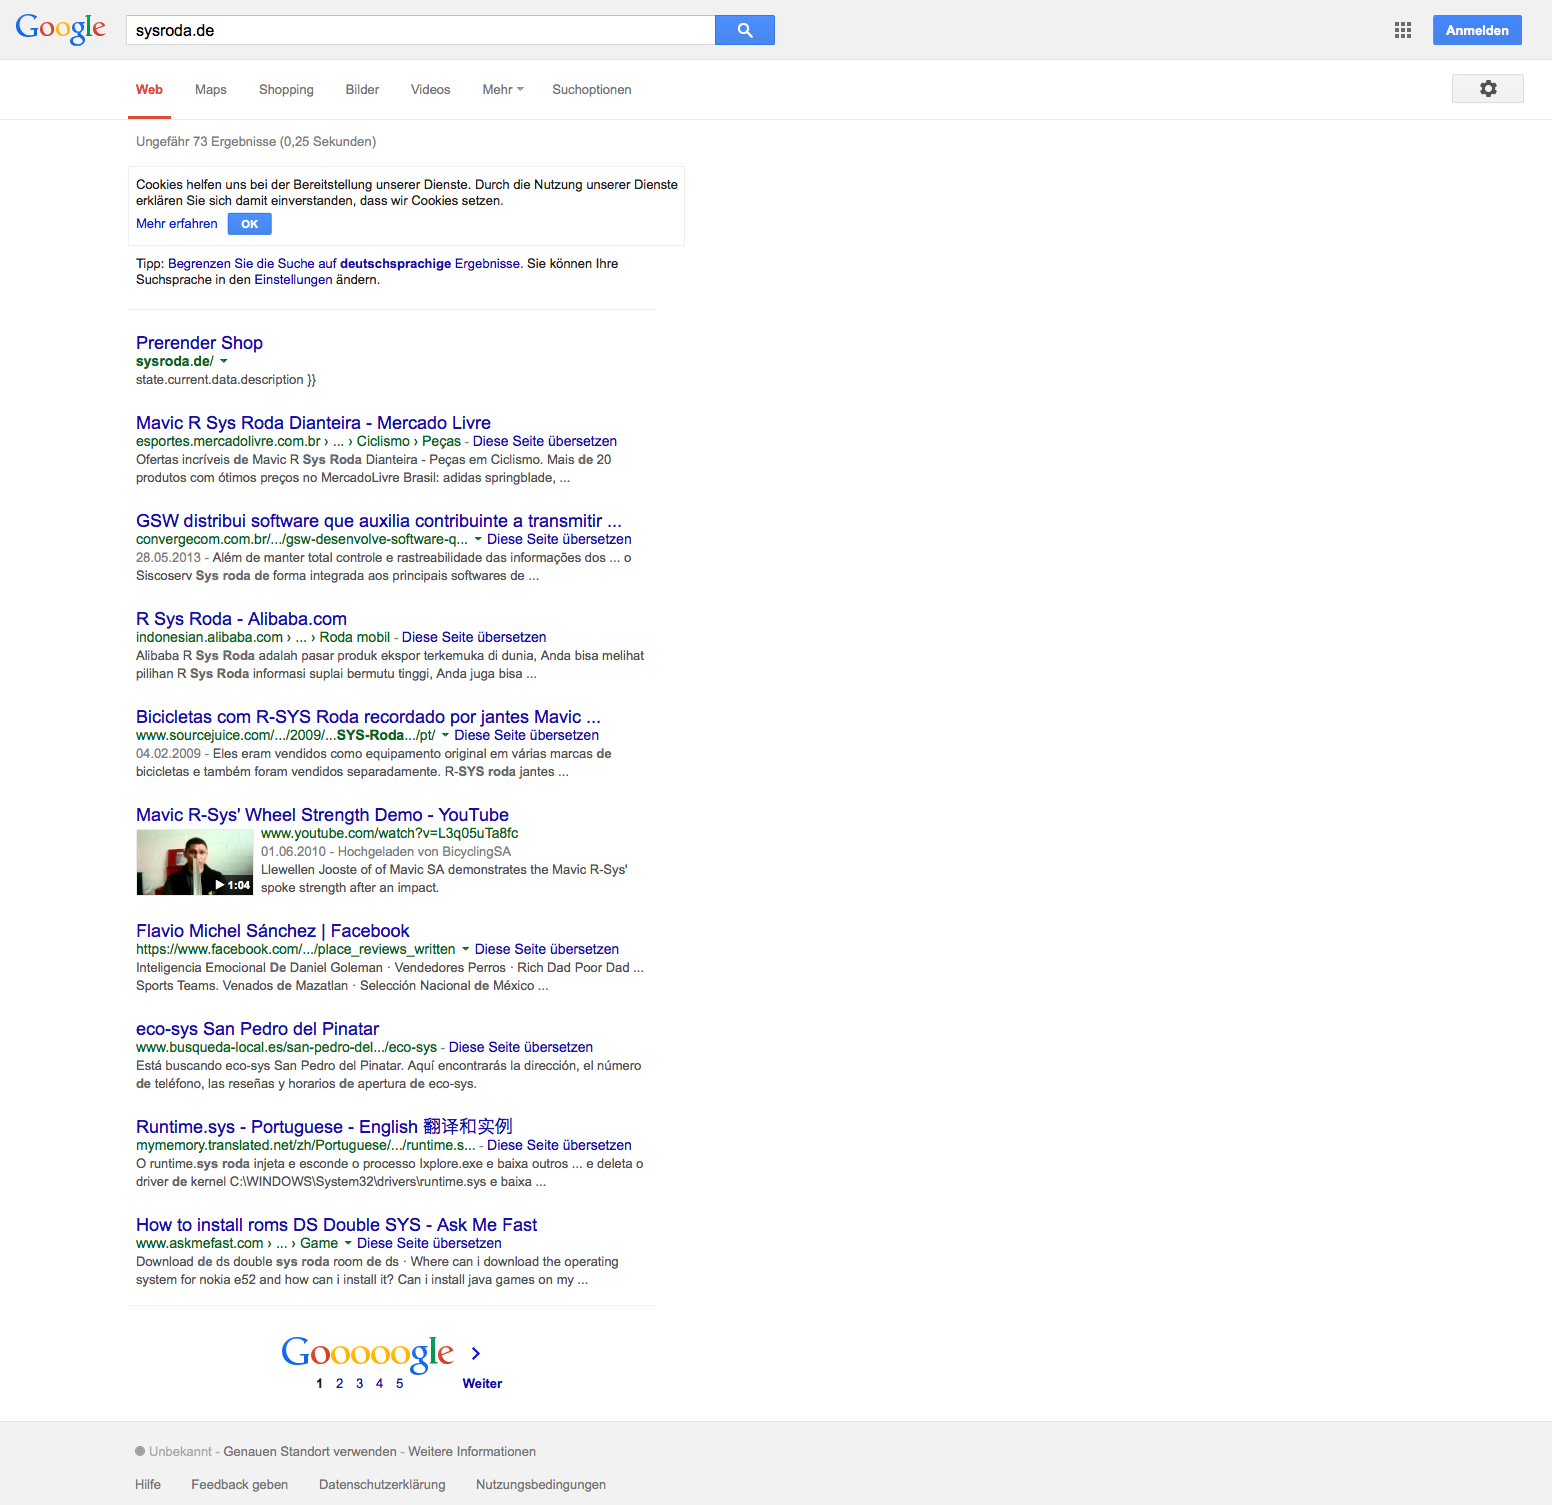 Google
sysroda.de
Anmelden
Web Maps Shopping Bilder Videos Mehr Suchoptionen
Ungefähr 73 Ergebnisse (0,25 Sekunden)
Cookies helfen uns bei der Bereitstellung unserer Dienste. Durch die Nutzung unserer Dienste
erklären Sie sich damit einverstanden, dass wir Cookies setzen.
Mehr erfahren OK
Tipp: Begrenzen Sie die Suche auf deutschsprachige Ergebnisse. Sie können Ihre
Suchsprache in den Einstellungen ändern.
Prerender Shop
sysroda.de/
state.current.data.description }}
Mavic R Sys Roda Dianteira - Mercado Livre
esportes.mercadolivre.com.br › ... › Ciclismo › Peças - Diese Seite übersetzen
Ofertas incríveis de Mavic R Sys Roda Dianteira - Peças em Ciclismo. Mais de 20
produtos com ótimos preços no MercadoLivre Brasil: adidas springblade, ...
GSW distribui software que auxilia contribuinte a transmitir ...
convergecom.com.br/.../gsw-desenvolve-software-q... Diese Seite übersetzen
28.05.2013 - Além de manter total controle e rastreabilidade das informações dos ... o
Siscoserv Sys roda de forma integrada aos principais softwares de ...
R Sys Roda - Alibaba.com
indonesian.alibaba.com › ... › Roda mobil - Diese Seite übersetzen
Alibaba R Sys Roda adalah pasar produk ekspor terkemuka di dunia, Anda bisa melihat
pilihan R Sys Roda informasi suplai bermutu tinggi, Anda juga bisa ...
Bicicletas com R-SYS Roda recordado por jantes Mavic ...
www.sourcejuice.com/.../2009/...SYS-Roda.../pt/ Diese Seite übersetzen
04.02.2009 - Eles eram vendidos como equipamento original em várias marcas de
bicicletas e também foram vendidos separadamente. R-SYS roda jantes ...
Mavic R-Sys' Wheel Strength Demo - YouTube
www.youtube.com/watch?v=L3q05uTa8fc
01.06.2010 - Hochgeladen von BicyclingSA
Llewellen Jooste of of Mavic SA demonstrates the Mavic R-Sys'
spoke strength after an impact.
1:04
Flavio Michel Sánchez | Facebook
https://www.facebook.com/.../place_reviews_written Diese Seite übersetzen
Inteligencia Emocional De Daniel Goleman · Vendedores Perros · Rich Dad Poor Dad ...
Sports Teams. Venados de Mazatlan · Selección Nacional de México ...
eco-sys San Pedro del Pinatar
www.busqueda-local.es/san-pedro-del.../eco-sys - Diese Seite übersetzen
Está buscando eco-sys San Pedro del Pinatar. Aquí encontrarás la dirección, el número
de teléfono, las reseñas y horarios de apertura de eco-sys.
Runtime.sys - Portuguese - English 翻译和实例
mymemory.translated.net/zh/Portuguese/.../runtime.s... - Diese Seite übersetzen
O runtime.sys roda injeta e esconde o processo Ixplore.exe e baixa outros ... e deleta o
driver de kernel C:\WINDOWS\System32\drivers\runtime.sys e baixa ...
How to install roms DS Double SYS - Ask Me Fast
www.askmefast.com › ... › Game Diese Seite übersetzen
Download de ds double sys roda room de ds · Where can i download the operating
system for nokia e52 and how can i install it? Can i install java games on my ...
Gooooogle
1 2 3 4 5 Weiter
Unbekannt - Genauen Standort verwenden - Weitere Informationen
Hilfe Feedback geben Datenschutzerklärung Nutzungsbedingungen